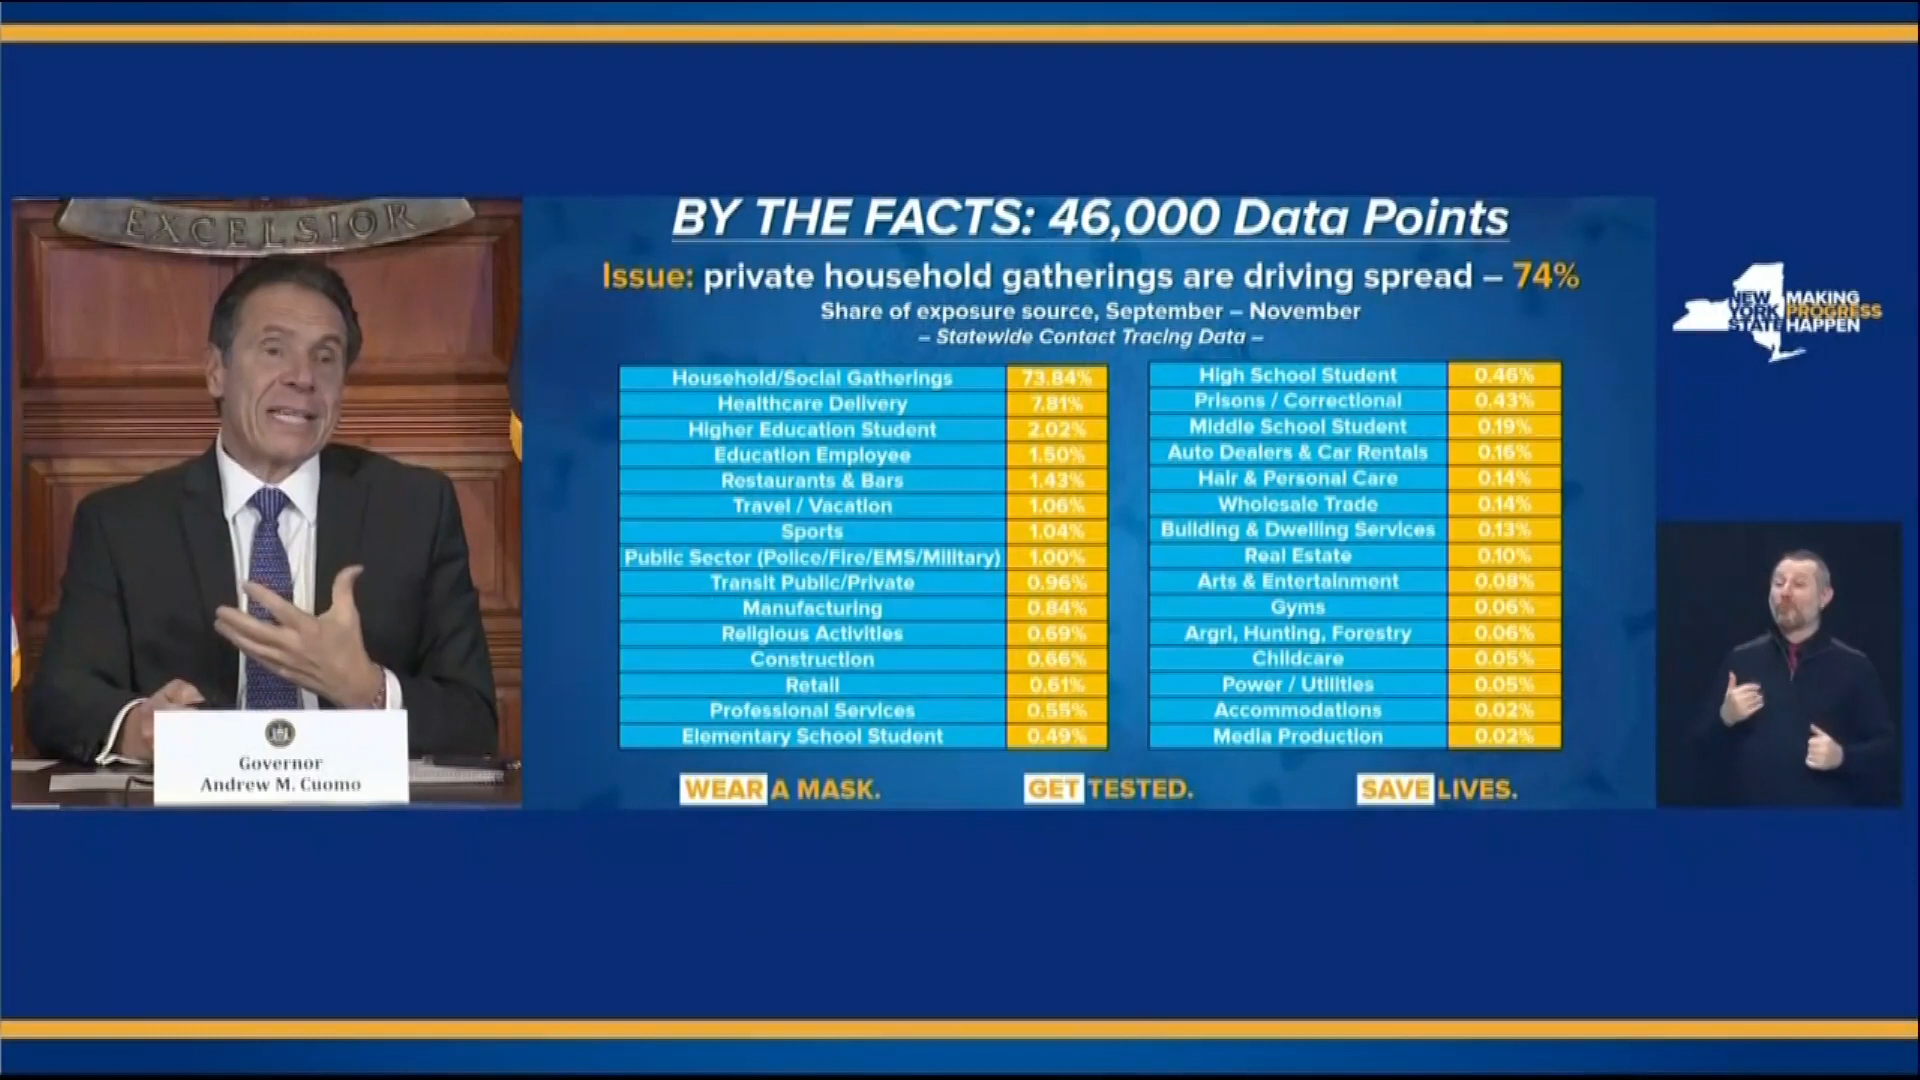 EXCELSIOR
Governor
Andrew M. Cuomo
BY THE FACTS: 46,000 Data Points
Issue: private household gatherings are driving spread – 74%
Share of exposure source, September – November
– Statewide Contact Tracing Data –
Household/Social Gatherings 73.84%
Healthcare Delivery 7.81%
Higher Education Student 2.02%
Education Employee 1.50%
Restaurants & Bars 1.43%
Travel / Vacation 1.06%
Sports 1.04%
Public Sector (Police/Fire/EMS/Military) 1.00%
Transit Public/Private 0.96%
Manufacturing 0.84%
Religious Activities 0.69%
Construction 0.66%
Retail 0.61%
Professional Services 0.55%
Elementary School Student 0.49%
High School Student 0.46%
Prisons / Correctional 0.43%
Middle School Student 0.19%
Auto Dealers & Car Rentals 0.16%
Hair & Personal Care 0.14%
Wholesale Trade 0.14%
Building & Dwelling Services 0.13%
Real Estate 0.10%
Arts & Entertainment 0.08%
Gyms 0.06%
Argri, Hunting, Forestry 0.06%
Childcare 0.05%
Power / Utilities 0.05%
Accommodations 0.02%
Media Production 0.02%
WEAR A MASK. GET TESTED. SAVE LIVES.
NEW YORK STATE
MAKING
PROGRESS
HAPPEN